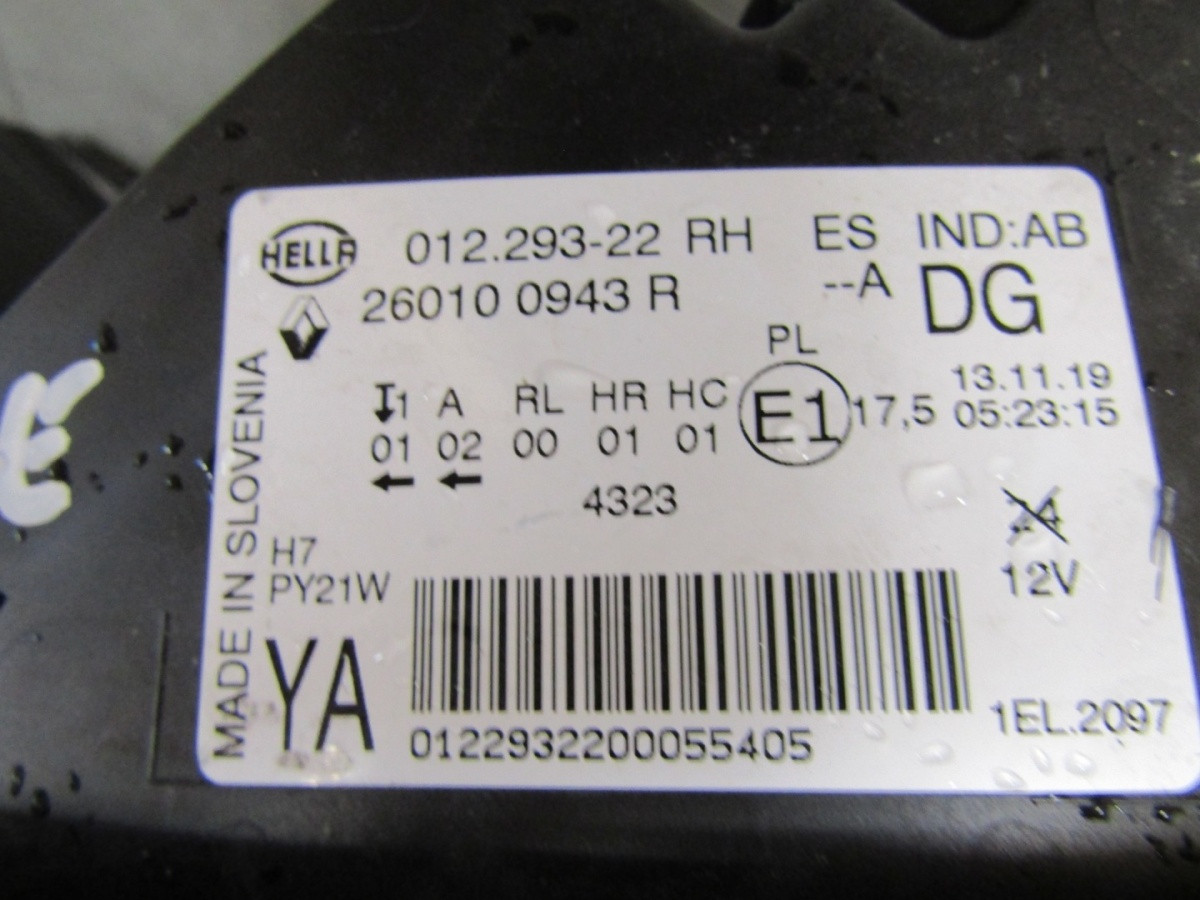 HELLA 012.293-22 RH ES IND:AB
26010 0943 R --A DG
PL
13.11.19
1 A RL HR HC E1 17,5 05:23:15
01 02 00 01 01
4323
24
H7
12V
PY21W
MADE IN SLOVENIA
YA
1EL.2097
0122932200055405